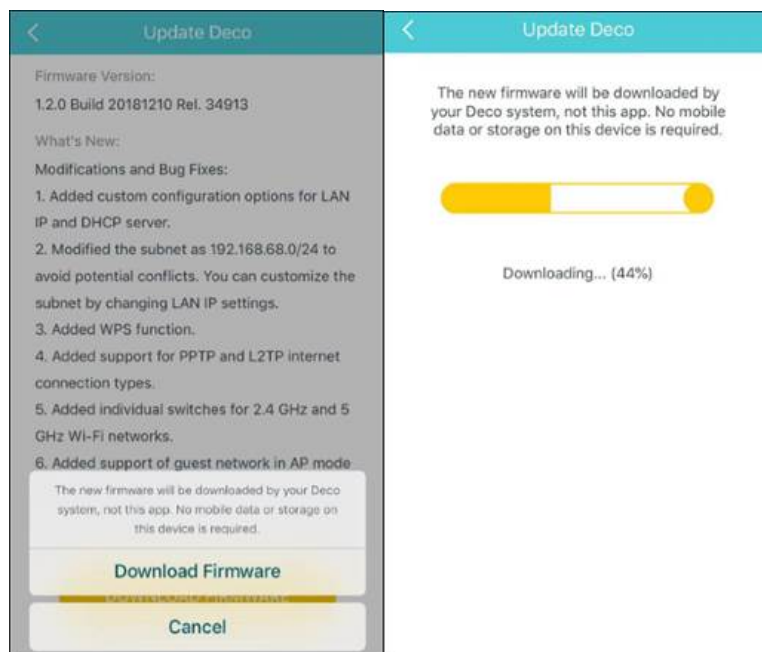 Update Deco
Firmware Version:
1.2.0 Build 20181210 Rel. 34913
What's New:
Modifications and Bug Fixes:
1. Added custom configuration options for LAN
IP and DHCP server.
2. Modified the subnet as 192.168.68.0/24 to
avoid potential conflicts. You can customize the
subnet by changing LAN IP settings.
3. Added WPS function.
4. Added support for PPTP and L2TP internet
connection types.
5. Added individual switches for 2.4 GHz and 5
GHz Wi-Fi networks.
6. Added support of guest network in AP mode
The new firmware will be downloaded by your Deco
system, not this app. No mobile data or storage on
this device is required.
Download Firmware
DOWNLOAD FIRMWARE
Cancel
Update Deco
The new firmware will be downloaded by
your Deco system, not this app. No mobile
data or storage on this device is required.
Downloading... (44%)